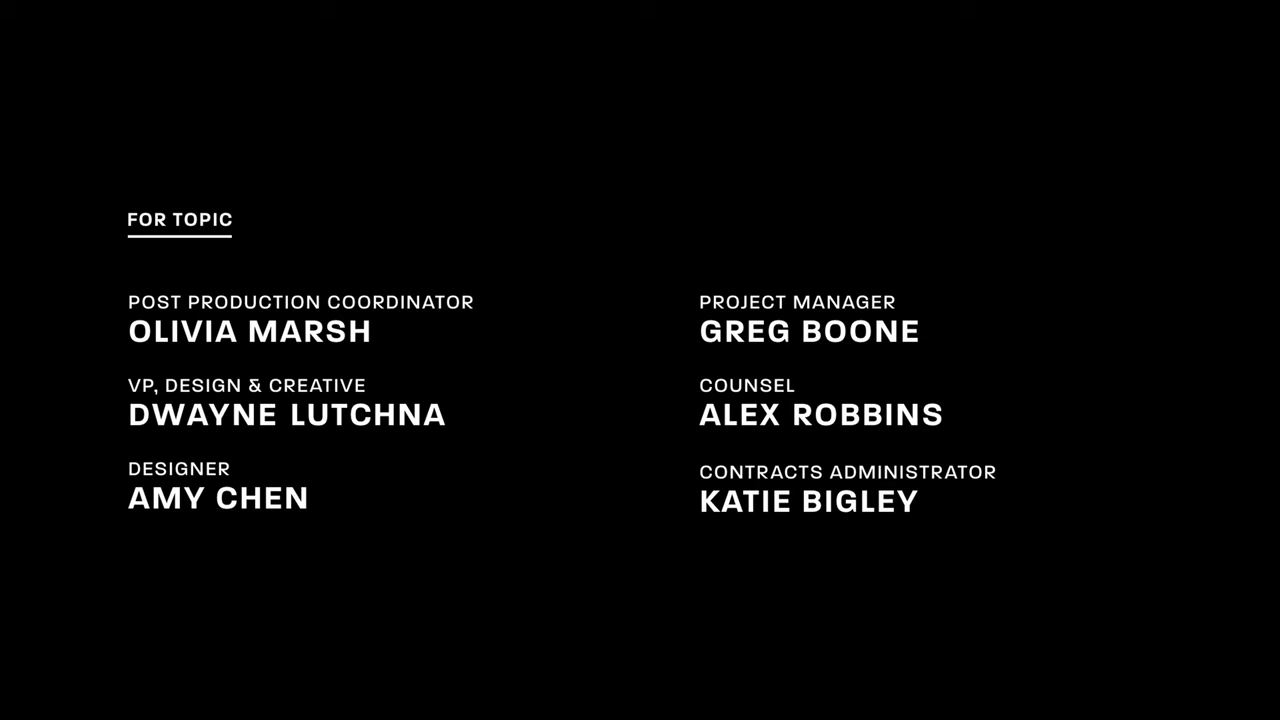 FOR TOPIC
POST PRODUCTION COORDINATOR
OLIVIA MARSH
VP, DESIGN & CREATIVE
DWAYNE LUTCHNA
DESIGNER
AMY CHEN
PROJECT MANAGER
GREG BOONE
COUNSEL
ALEX ROBBINS
CONTRACTS ADMINISTRATOR
KATIE BIGLEY